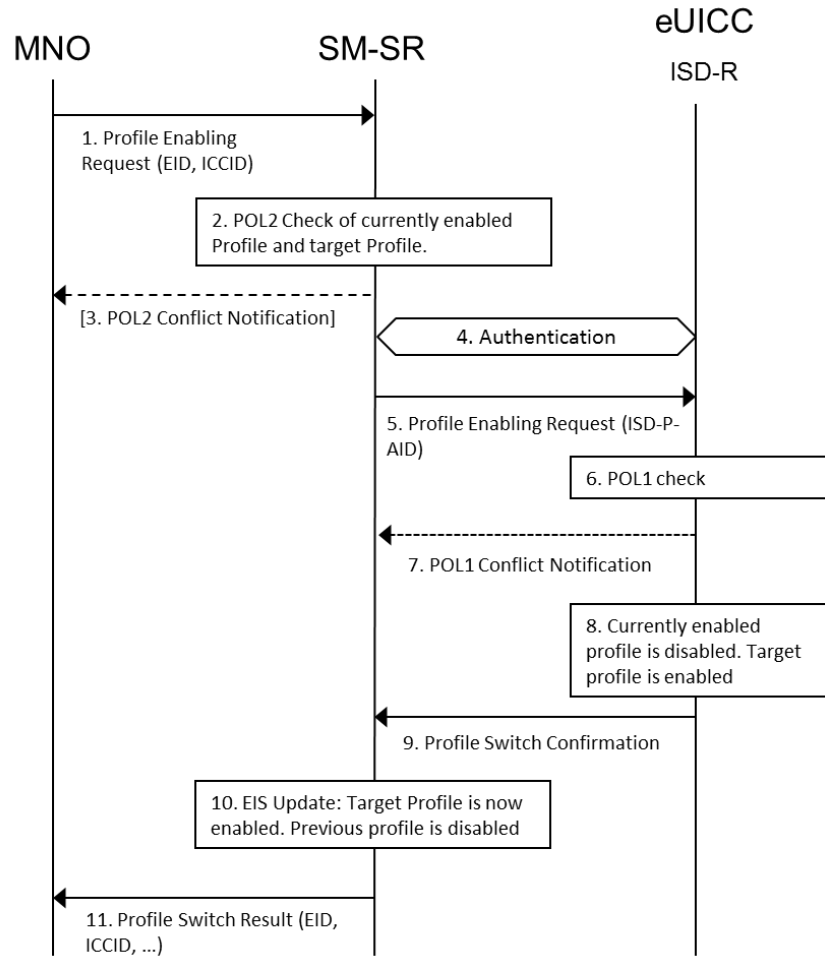 MNO
SM-SR
eUICC
ISD-R
1. Profile Enabling
Request (EID, ICCID)
2. POL2 Check of currently enabled
Profile and target Profile.
[3. POL2 Conflict Notification]
4. Authentication
5. Profile Enabling Request (ISD-P-
AID)
6. POL1 check
7. POL1 Conflict Notification
8. Currently enabled
profile is disabled. Target
profile is enabled
9. Profile Switch Confirmation
10. EIS Update: Target Profile is now
enabled. Previous profile is disabled
11. Profile Switch Result (EID,
ICCID, ...)